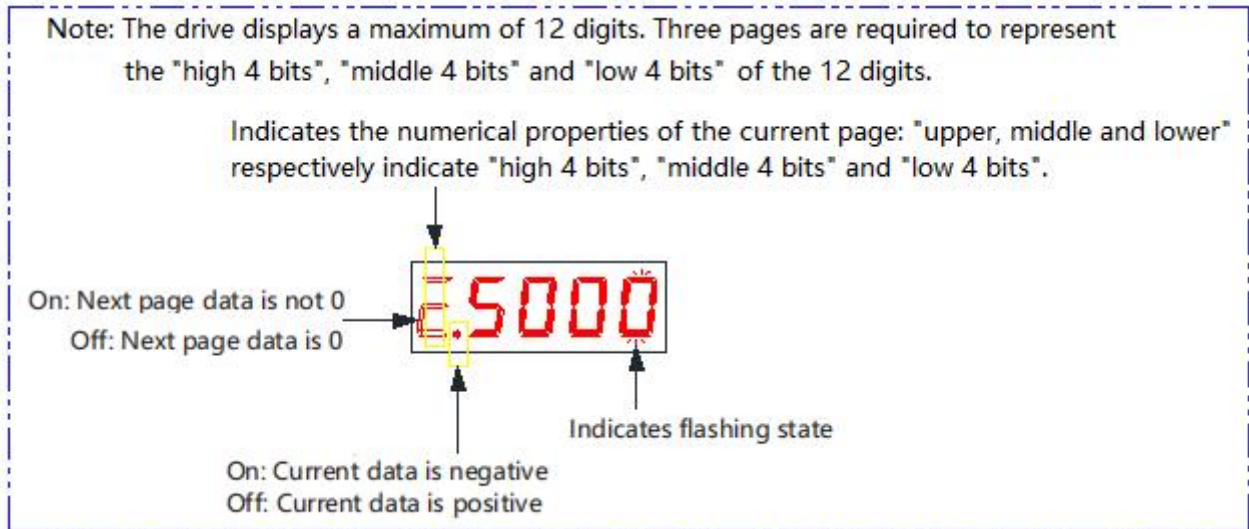 Note: The drive displays a maximum of 12 digits. Three pages are required to represent
the "high 4 bits", "middle 4 bits" and "low 4 bits" of the 12 digits.
Indicates the numerical properties of the current page: "upper, middle and lower"
respectively indicate "high 4 bits", "middle 4 bits" and "low 4 bits".
On: Next page data is not 0
Off: Next page data is 0
.5000
Indicates flashing state
On: Current data is negative
Off: Current data is positive